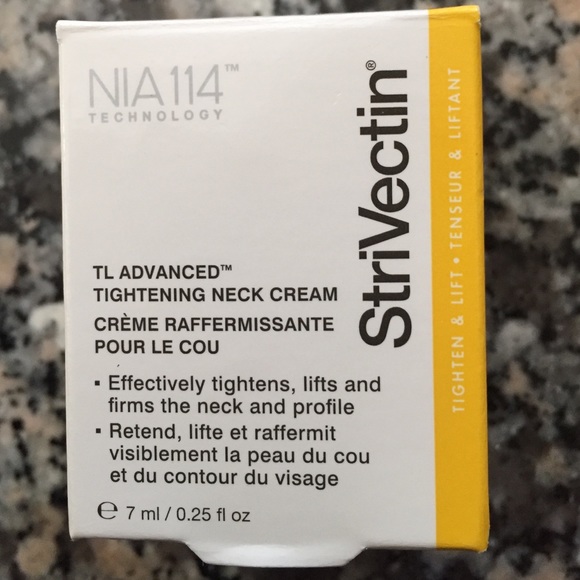 NIA114™
TECHNOLOGY
StriVectin®
TIGHTEN & LIFT • TENSEUR & LIFTANT
TL ADVANCED™
TIGHTENING NECK CREAM
CRÈME RAFFERMISSANTE
POUR LE COU
▪ Effectively tightens, lifts and
firms the neck and profile
▪ Retend, lifte et raffermit
visiblement la peau du cou
et du contour du visage
℮ 7 ml / 0.25 fl oz